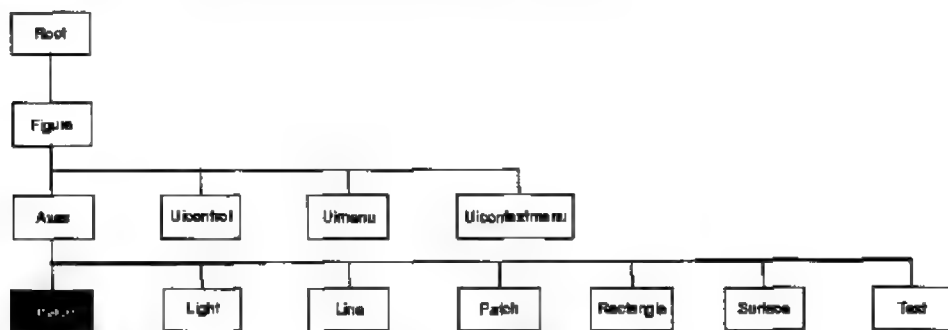 Root
Figure
Axes Uicontrol Uimenu Uicontextmenu
Light Line Patch Rectangle Surface Text